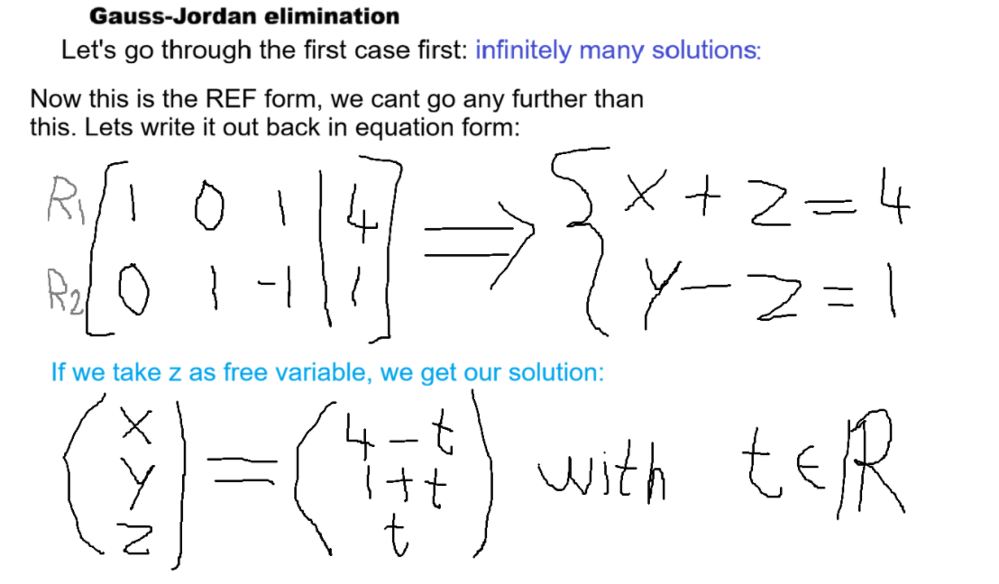 Gauss-Jordan elimination
Let's go through the first case first: infinitely many solutions:
Now this is the REF form, we cant go any further than
this. Lets write it out back in equation form:
R1 [ 1 0 1 | 4 ] ⟹ { x + z = 4
R2 [ 0 1 -1 | 1 ] { y - z = 1
If we take z as free variable, we get our solution:
( x ) = ( 4 - t ) with t ∈ ℝ
( y ) ( 1 + t )
( z ) ( t )